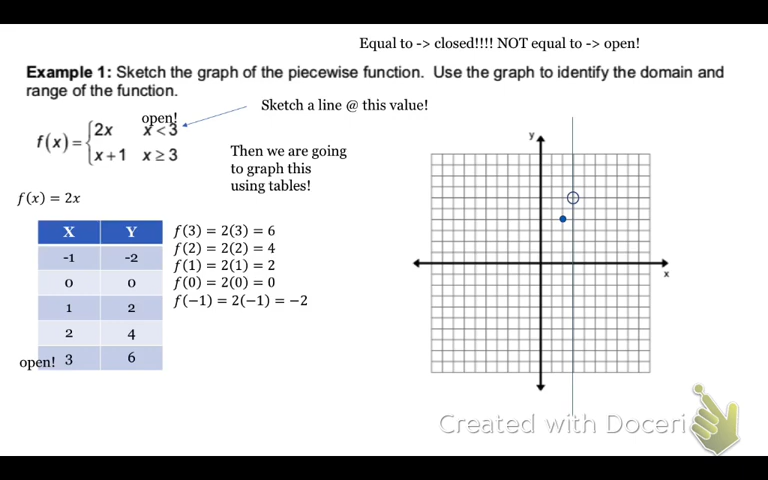 Equal to -> closed!!!! NOT equal to -> open!
Example 1: Sketch the graph of the piecewise function. Use the graph to identify the domain and
range of the function.
Sketch a line @ this value!
open!
f(x) = {2x x < 3
x + 1 x ≥ 3
Then we are going
to graph this
using tables!
f(x) = 2x
X Y
-1 -2
0 0
1 2
2 4
open! 3 6
f(3) = 2(3) = 6
f(2) = 2(2) = 4
f(1) = 2(1) = 2
f(0) = 2(0) = 0
f(−1) = 2(−1) = −2
y
x
Created with Doceri